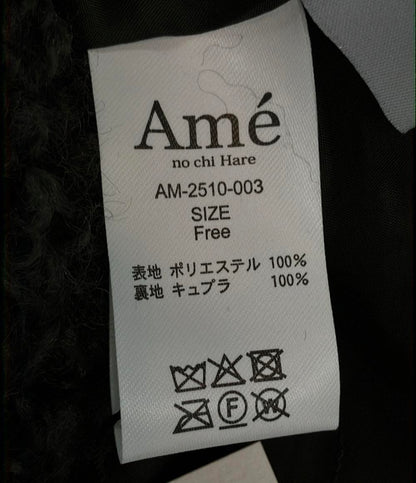 Amé
no chi Hare
AM-2510-003
SIZE
Free
表地 ポリエステル 100%
裏地 キュプラ 100%
F
W